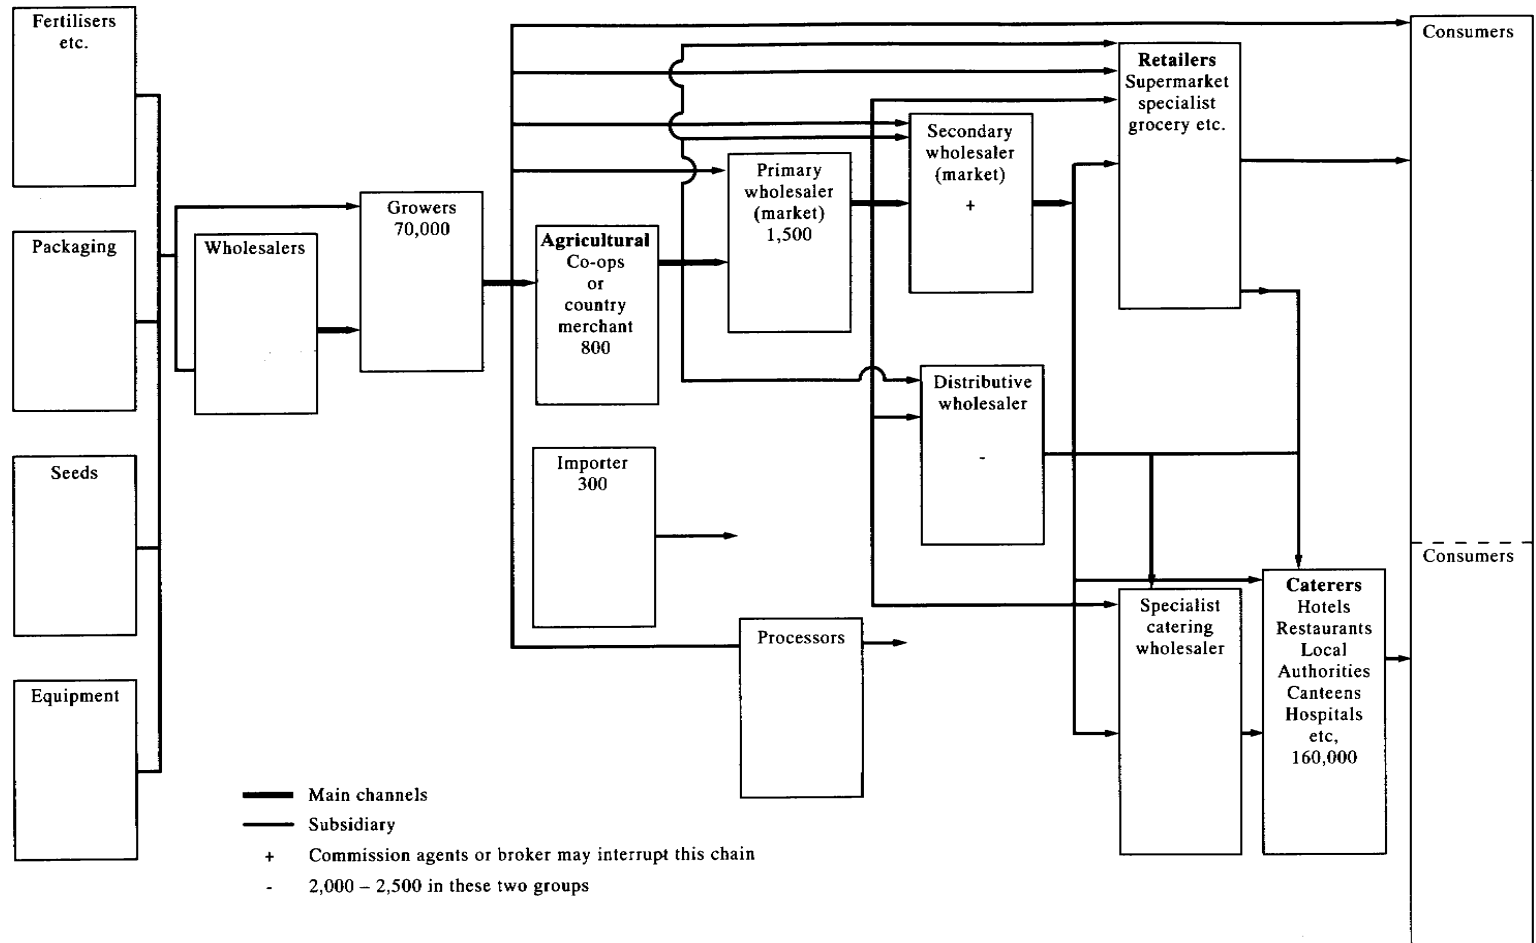 Fertilisers
etc.
Packaging
Seeds
Equipment
Wholesalers
Growers
70,000
Agricultural
Co-ops
or
country
merchant
800
Importer
300
Processors
Primary
wholesaler
(market)
1,500
Secondary
wholesaler
(market)
+
Distributive
wholesaler
-
Retailers
Supermarket
specialist
grocery etc.
Specialist
catering
wholesaler
Caterers
Hotels
Restaurants
Local
Authorities
Canteens
Hospitals
etc,
160,000
Consumers
Consumers
Main channels
Subsidiary
+ Commission agents or broker may interrupt this chain
- 2,000 – 2,500 in these two groups